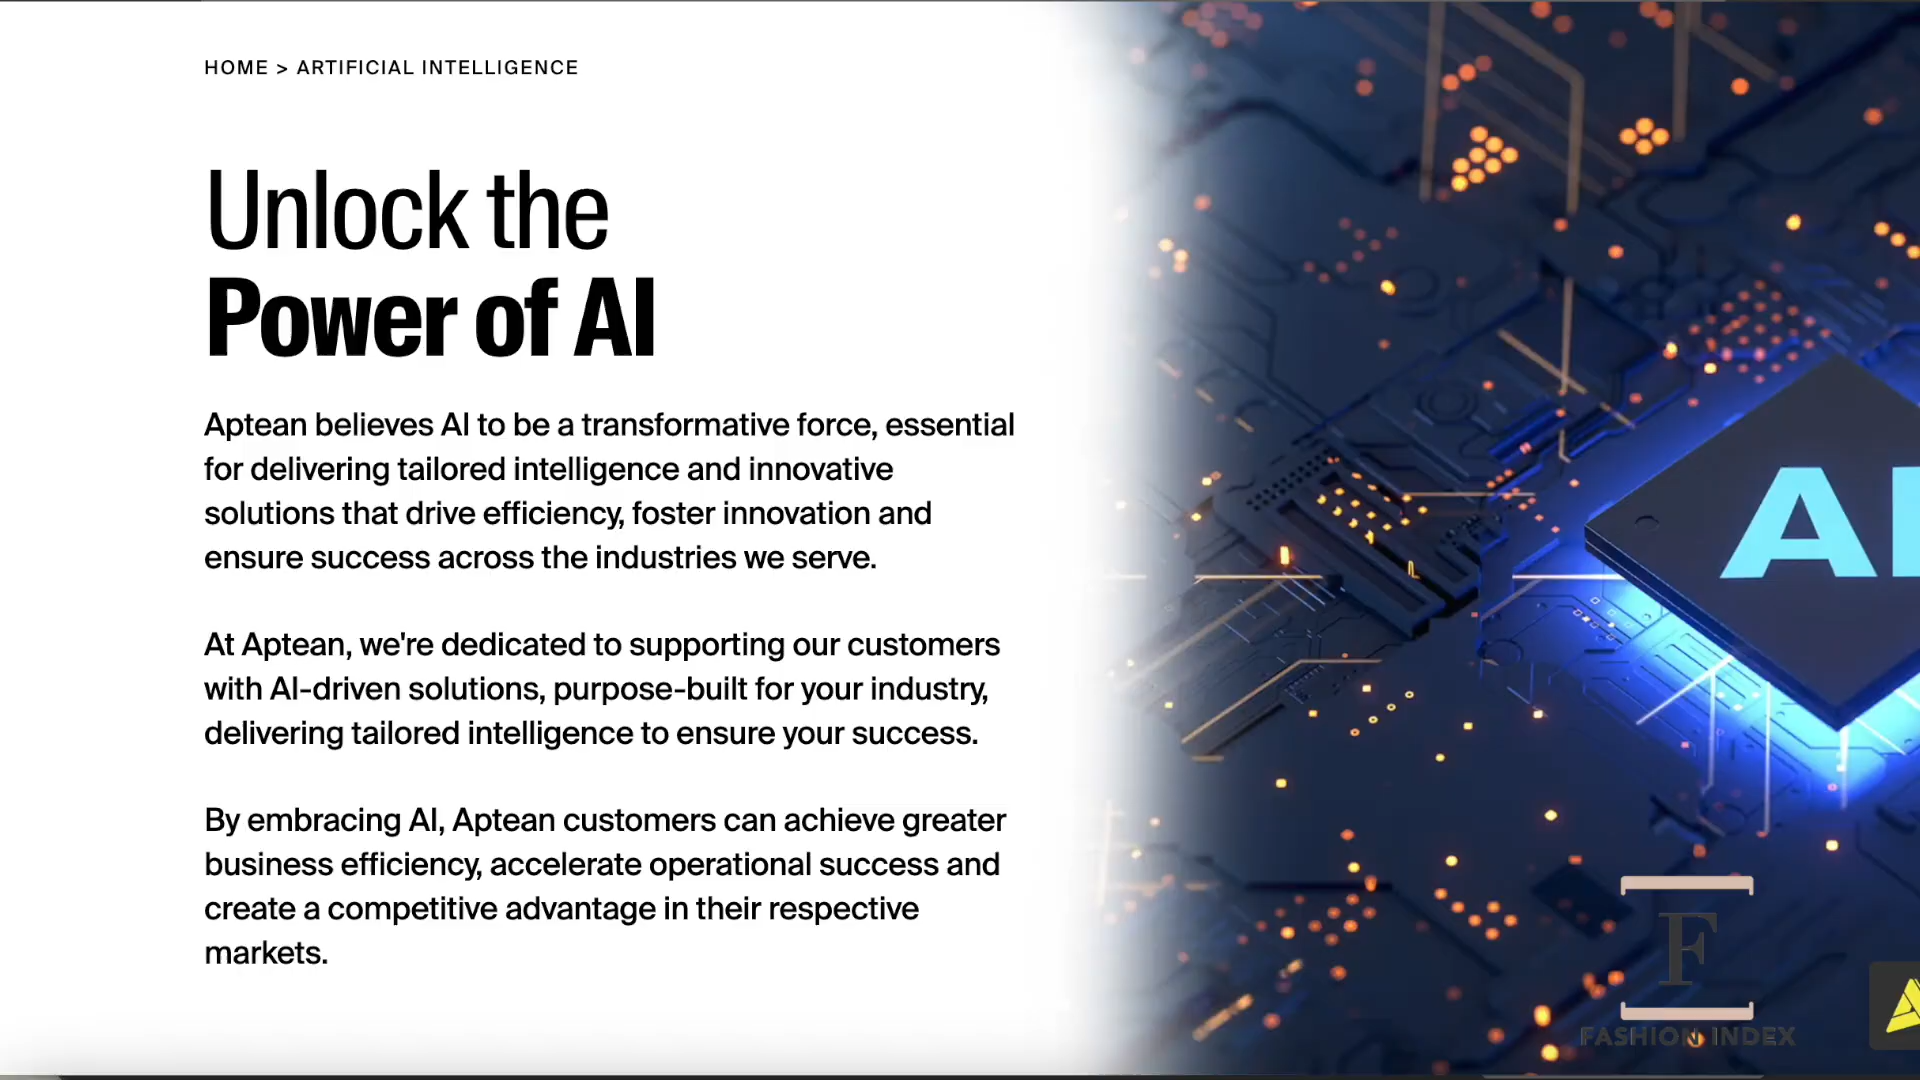 HOME > ARTIFICIAL INTELLIGENCE
Unlock the
Power of AI
Aptean believes AI to be a transformative force, essential
for delivering tailored intelligence and innovative
solutions that drive efficiency, foster innovation and
ensure success across the industries we serve.
At Aptean, we're dedicated to supporting our customers
with AI-driven solutions, purpose-built for your industry,
delivering tailored intelligence to ensure your success.
By embracing AI, Aptean customers can achieve greater
business efficiency, accelerate operational success and
create a competitive advantage in their respective
markets.
AI
F
FASHION INDEX